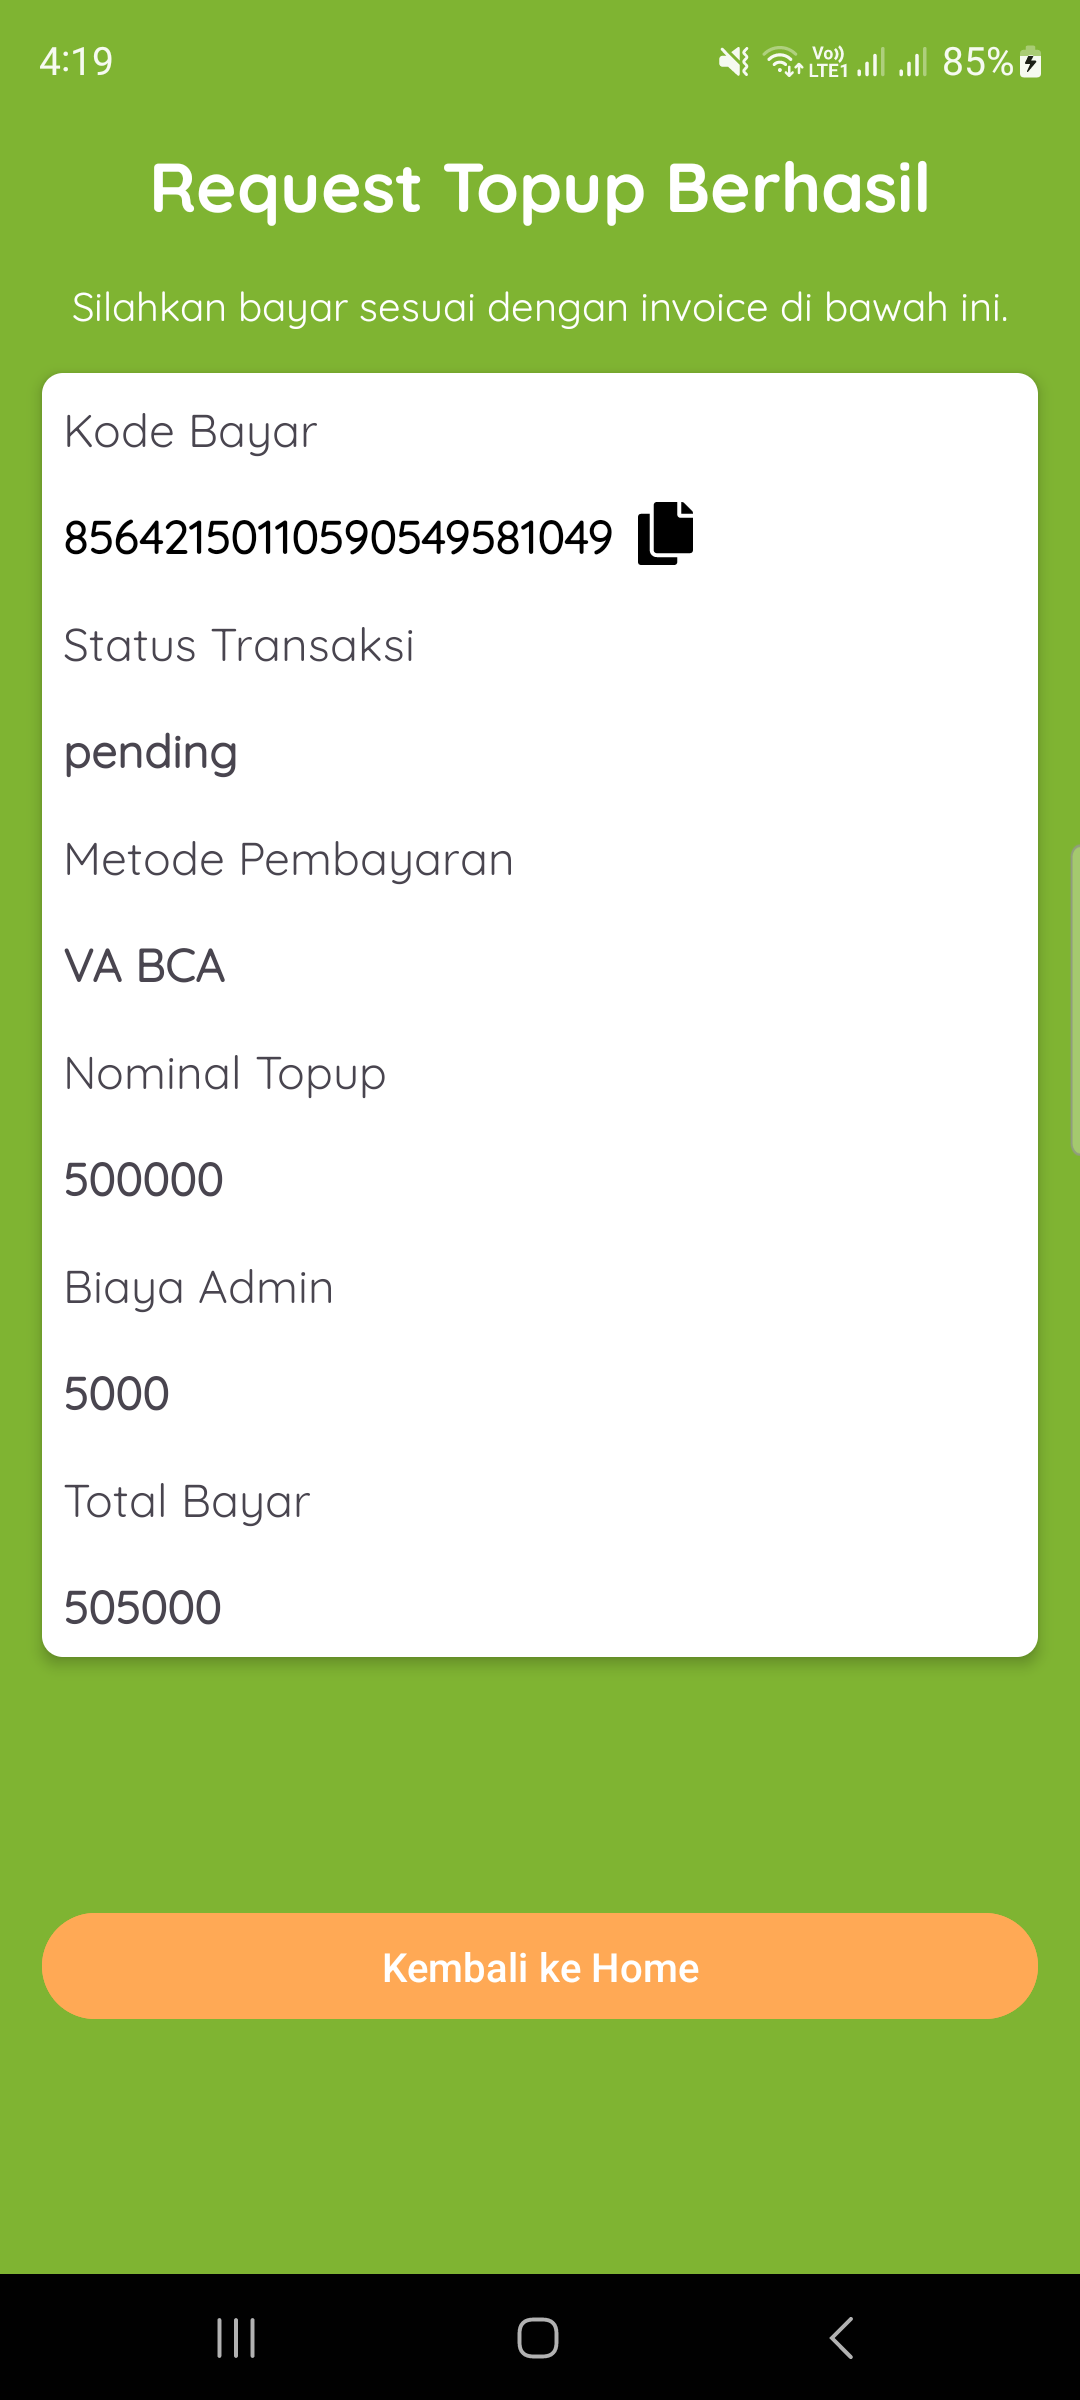 4:19
Vo))
LTE1
85%
Request Topup Berhasil
Silahkan bayar sesuai dengan invoice di bawah ini.
Kode Bayar
85642150110590549581049
Status Transaksi
pending
Metode Pembayaran
VA BCA
Nominal Topup
500000
Biaya Admin
5000
Total Bayar
505000
Kembali ke Home